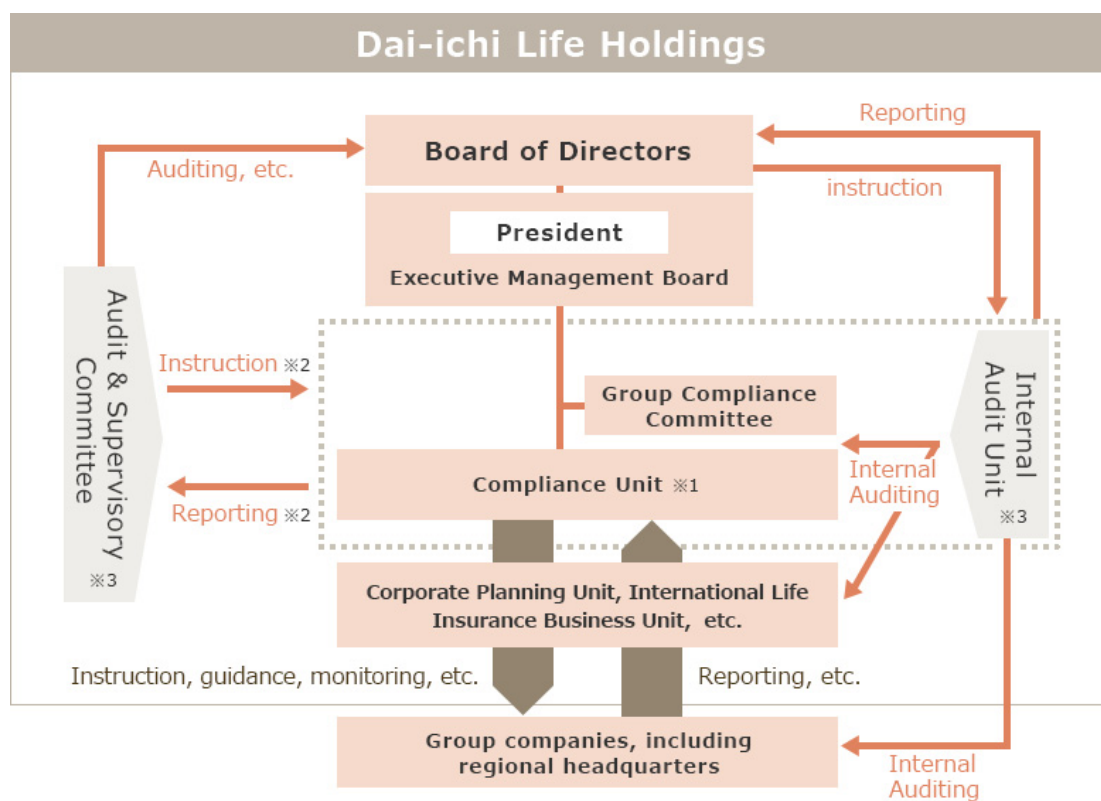 Dai-ichi Life Holdings
Reporting
Board of Directors
Auditing, etc.
instruction
President
Executive Management Board
Audit & Supervisory
Committee
※3
Instruction ※2
Group Compliance
Committee
Internal
Audit Unit
※3
Internal
Auditing
Compliance Unit ※1
Reporting ※2
Corporate Planning Unit, International Life
Insurance Business Unit, etc.
Instruction, guidance, monitoring, etc.
Reporting, etc.
Group companies, including
regional headquarters
Internal
Auditing